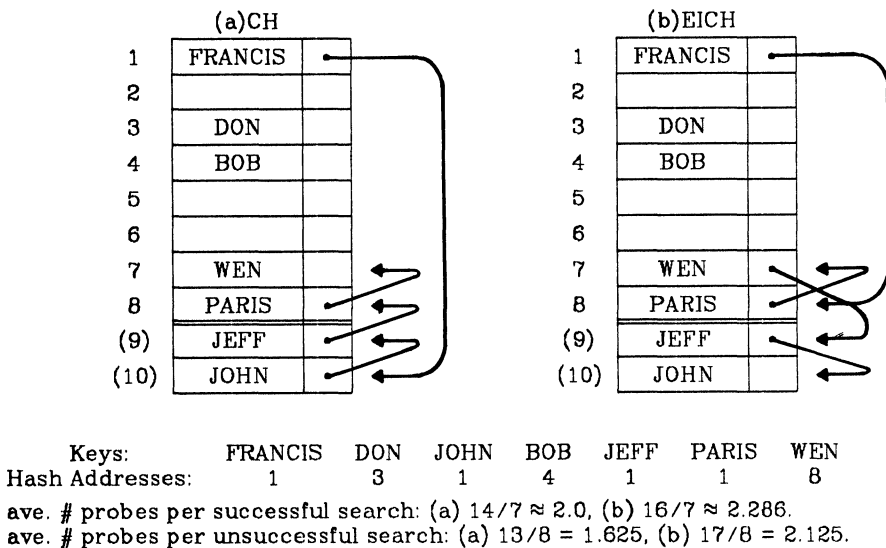 (a)CH (b)EICH
1 FRANCIS 1 FRANCIS
2 2
3 DON 3 DON
4 BOB 4 BOB
5 5
6 6
7 WEN 7 WEN
8 PARIS 8 PARIS
(9) JEFF (9) JEFF
(10) JOHN (10) JOHN
Keys: FRANCIS DON JOHN BOB JEFF PARIS WEN
Hash Addresses: 1 3 1 4 1 1 8
ave. # probes per successful search: (a) 14/7 ≈ 2.0, (b) 16/7 ≈ 2.286.
ave. # probes per unsuccessful search: (a) 13/8 = 1.625, (b) 17/8 = 2.125.